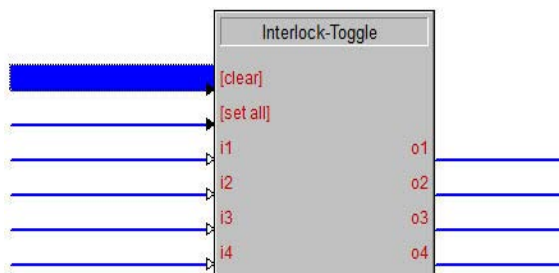 Interlock-Toggle
[clear]
[set all]
i1 o1
i2 o2
i3 o3
i4 o4